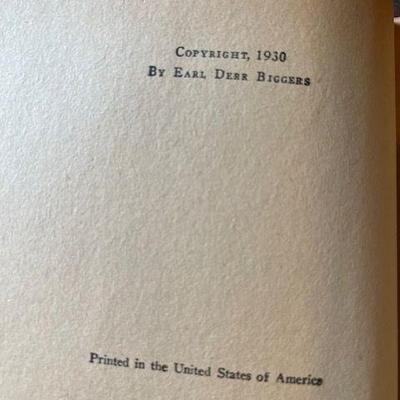 Copyright, 1930
By Earl Derr Biggers
Printed in the United States of America